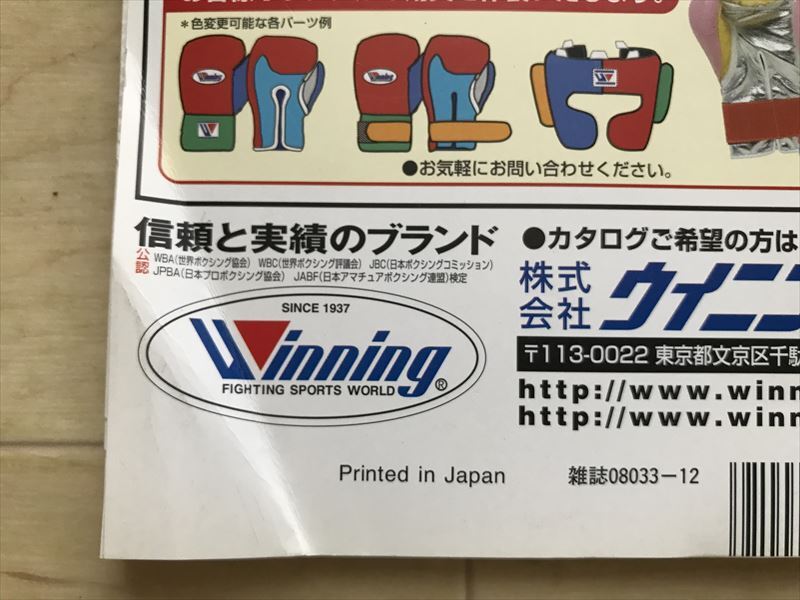 ＊色変更可能な各パーツ例
Winning
Winning
W
W
●お気軽にお問い合わせください。
信頼と実績のブランド
公認
WBA(世界ボクシング協会) WBC(世界ボクシング評議会) JBC(日本ボクシングコミッション)
JPBA(日本プロボクシング協会) JABF(日本アマチュアボクシング連盟)検定
SINCE 1937
Winning®
FIGHTING SPORTS WORLD
●カタログご希望の方は
株式会社 ウイニン
〒113-0022 東京都文京区千駄
http://www.winn
http://www.winn
Printed in Japan
雑誌08033-12